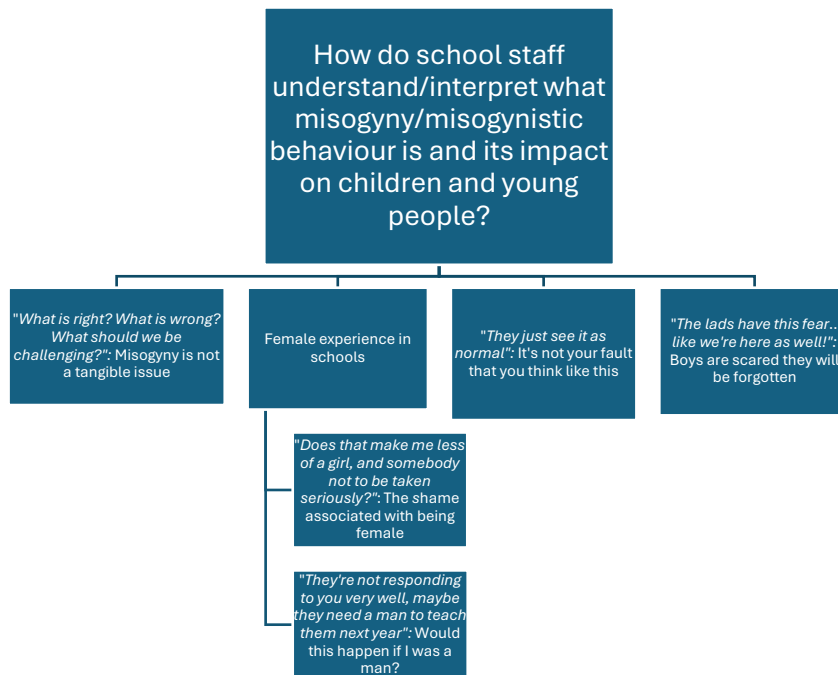 How do school staff
understand/interpret what
misogyny/misogynistic
behaviour is and its impact
on children and young
people?
"What is right? What is wrong?
What should we be
challenging?": Misogyny is not
a tangible issue
Female experience in
schools
"They just see it as
normal": It's not your fault
that you think like this
"The lads have this fear...
like we're here as well!":
Boys are scared they will
be forgotten
"Does that make me less
of a girl, and somebody
not to be taken
seriously?": The shame
associated with being
female
"They're not responding
to you very well, maybe
they need a man to teach
them next year": Would
this happen if I was a
man?